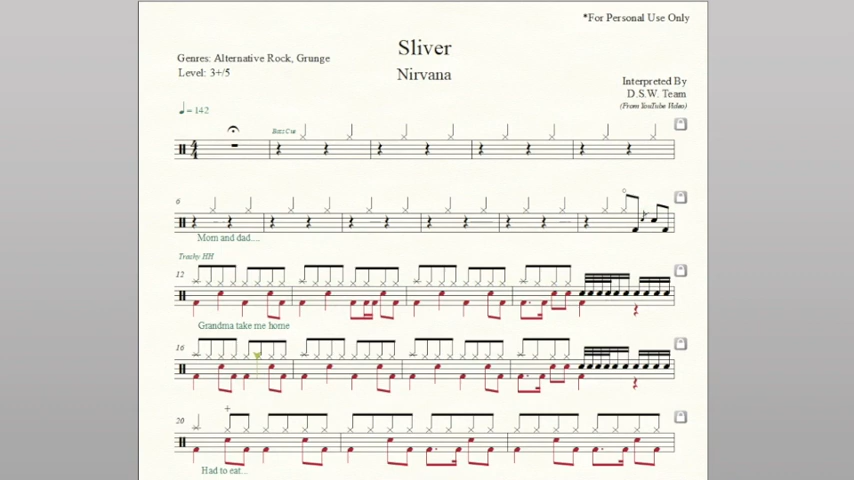 *For Personal Use Only
Sliver
Nirvana
Genres: Alternative Rock, Grunge
Level: 3+/5
Interpreted By
D.S.W. Team
(From YouTube Video)
♩ = 142
Bass Cue
4
4
6
Mom and dad....
Trashy HH
12
Grandma take me home
16
20
Had to eat...